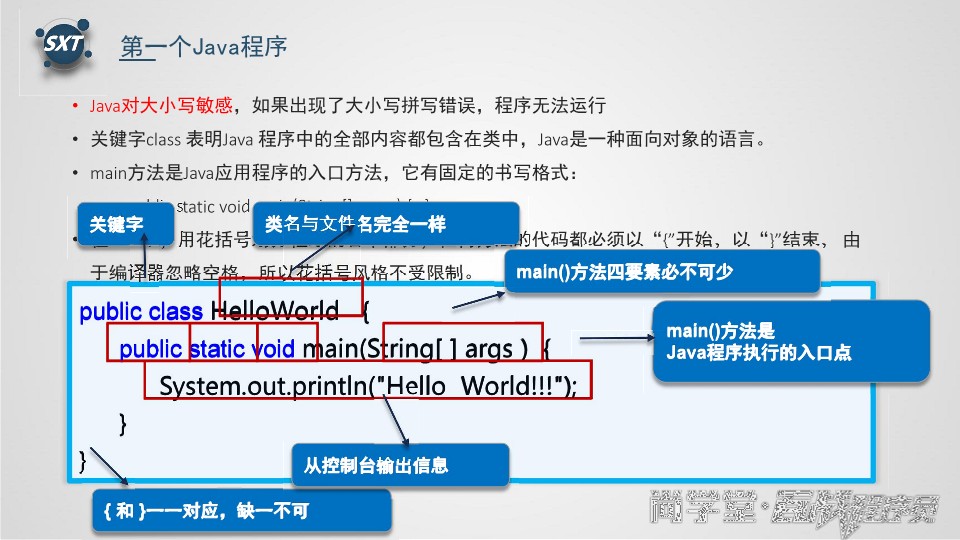 SXT
第一个Java程序
• Java对大小写敏感，如果出现了大小写拼写错误，程序无法运行
• 关键字class 表明Java 程序中的全部内容都包含在类中，Java是一种面向对象的语言。
• main方法是Java应用程序的入口方法，它有固定的书写格式：
static void
关键字
类名与文件名完全一样
用花括号
的代码都必须以“{”开始，以“}”结束， 由
于编译器忽略空格，所以花括号风格不受限制。
main()方法四要素必不可少
public class HelloWorld {
main()方法是
Java程序执行的入口点
public static void main(String[ ] args ) {
System.out.println("Hello World!!!");
}
}
从控制台输出信息
{ 和 }一一对应，缺一不可
尚学堂·百战程序员